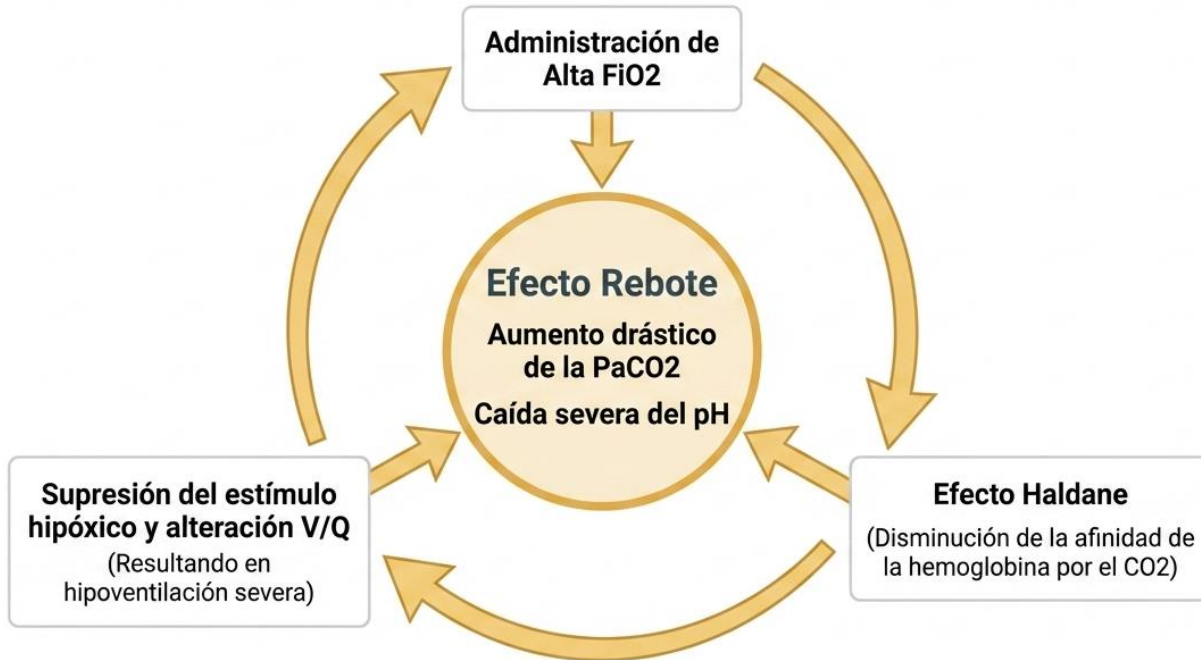 Administración de
Alta FiO2
Efecto Rebote
Aumento drástico
de la PaCO2
Caída severa del pH
Supresión del estímulo
hipóxico y alteración V/Q
(Resultando en
hipoventilación severa)
Efecto Haldane
(Disminución de la afinidad de
la hemoglobina por el CO2)